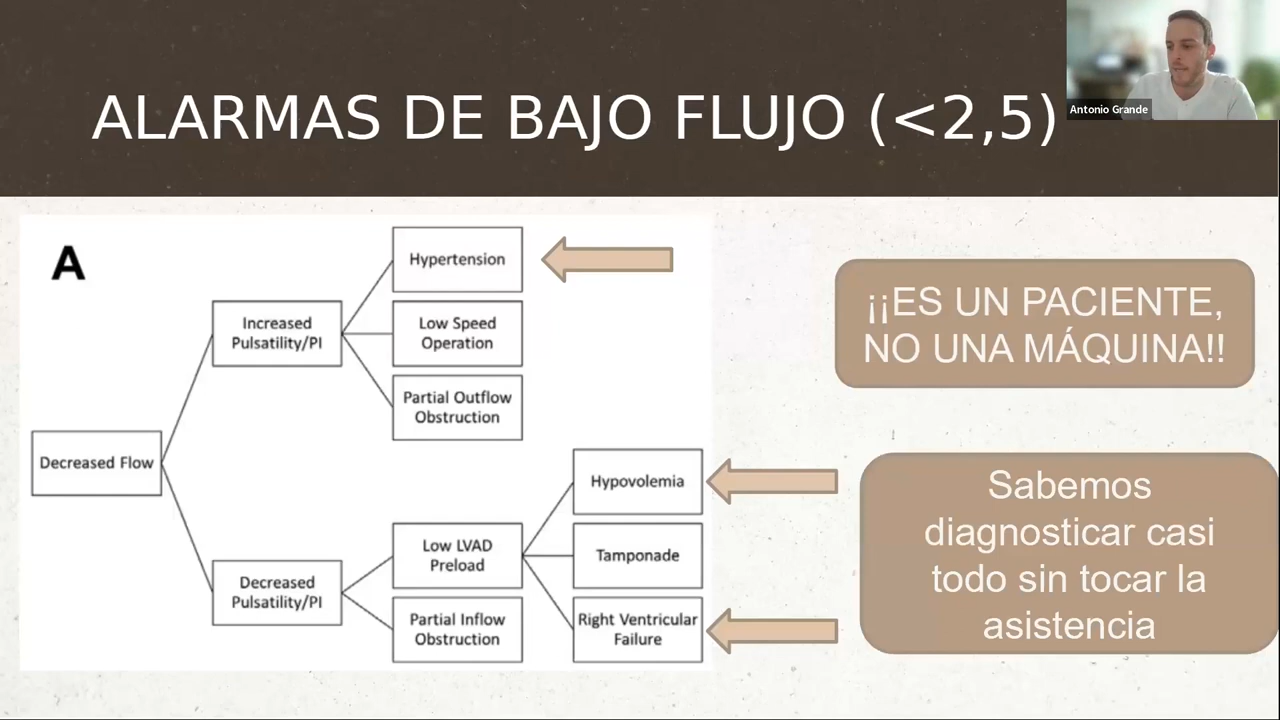 ALARMAS DE BAJO FLUJO (<2,5)
Antonio Grande
A
Hypertension
Increased
Pulsatility/PI
Low Speed
Operation
Partial Outflow
Obstruction
Decreased Flow
Hypovolemia
Low LVAD
Preload
Tamponade
Decreased
Pulsatility/PI
Partial Inflow
Obstruction
Right Ventricular
Failure
¡¡ES UN PACIENTE,
NO UNA MÁQUINA!!
Sabemos
diagnosticar casi
todo sin tocar la
asistencia